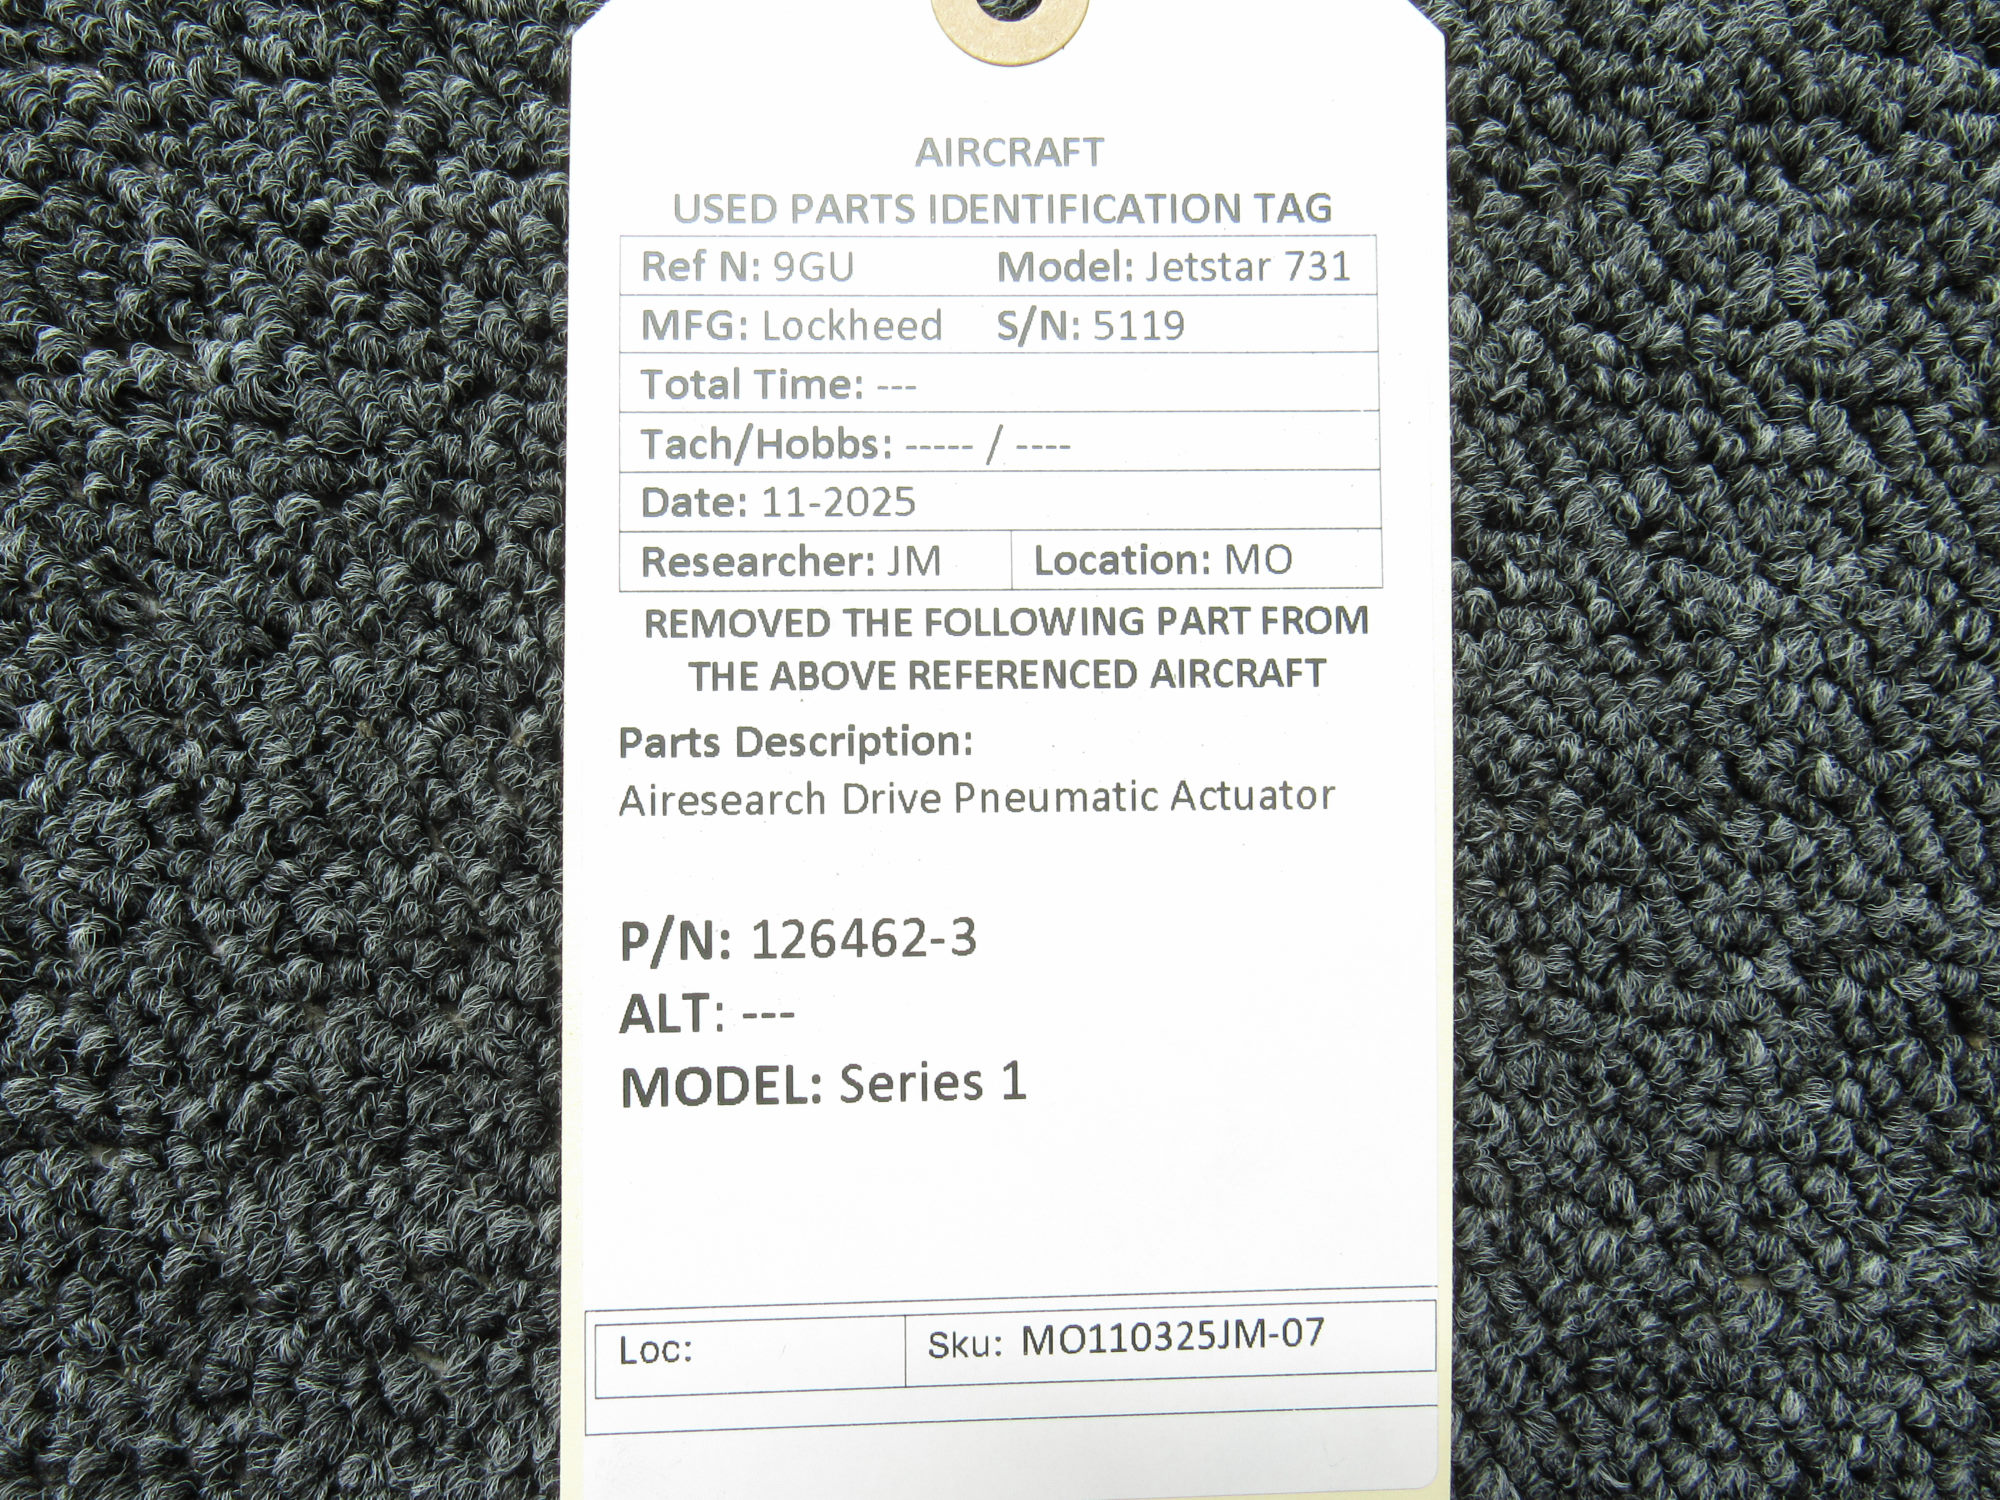 AIRCRAFT
USED PARTS IDENTIFICATION TAG
Ref N: 9GU Model: Jetstar 731
MFG: Lockheed S/N: 5119
Total Time: ---
Tach/Hobbs: ----- / ----
Date: 11-2025
Researcher: JM Location: MO
REMOVED THE FOLLOWING PART FROM
THE ABOVE REFERENCED AIRCRAFT
Parts Description:
Airesearch Drive Pneumatic Actuator
P/N: 126462-3
ALT: ---
MODEL: Series 1
Loc: Sku: MO110325JM-07